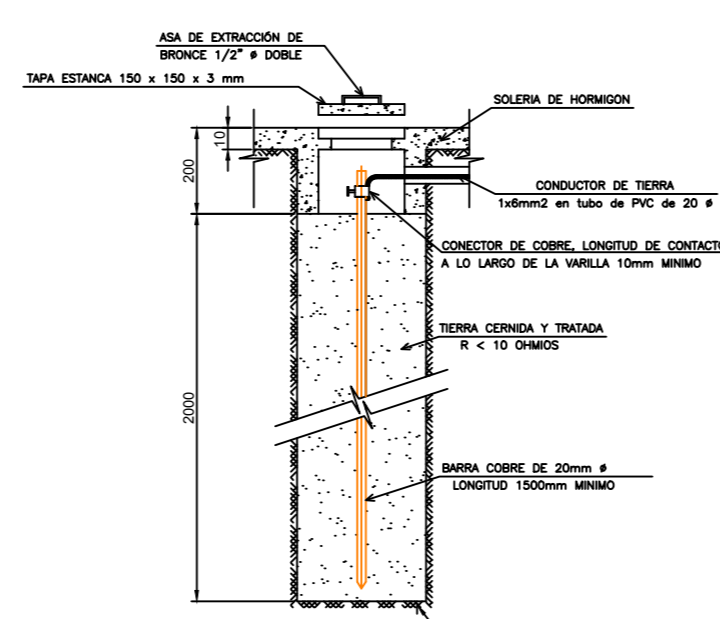 ASA DE EXTRACCIÓN DE
BRONCE 1/2" ø DOBLE
TAPA ESTANCA 150 x 150 x 3 mm
SOLERIA DE HORMIGON
10
200
CONDUCTOR DE TIERRA
1x6mm2 en tubo de PVC de 20 ø
CONECTOR DE COBRE, LONGITUD DE CONTACTO
A LO LARGO DE LA VARILLA 10mm MINIMO
TIERRA CERNIDA Y TRATADA
R < 10 OHMIOS
2000
BARRA COBRE DE 20mm ø
LONGITUD 1500mm MINIMO